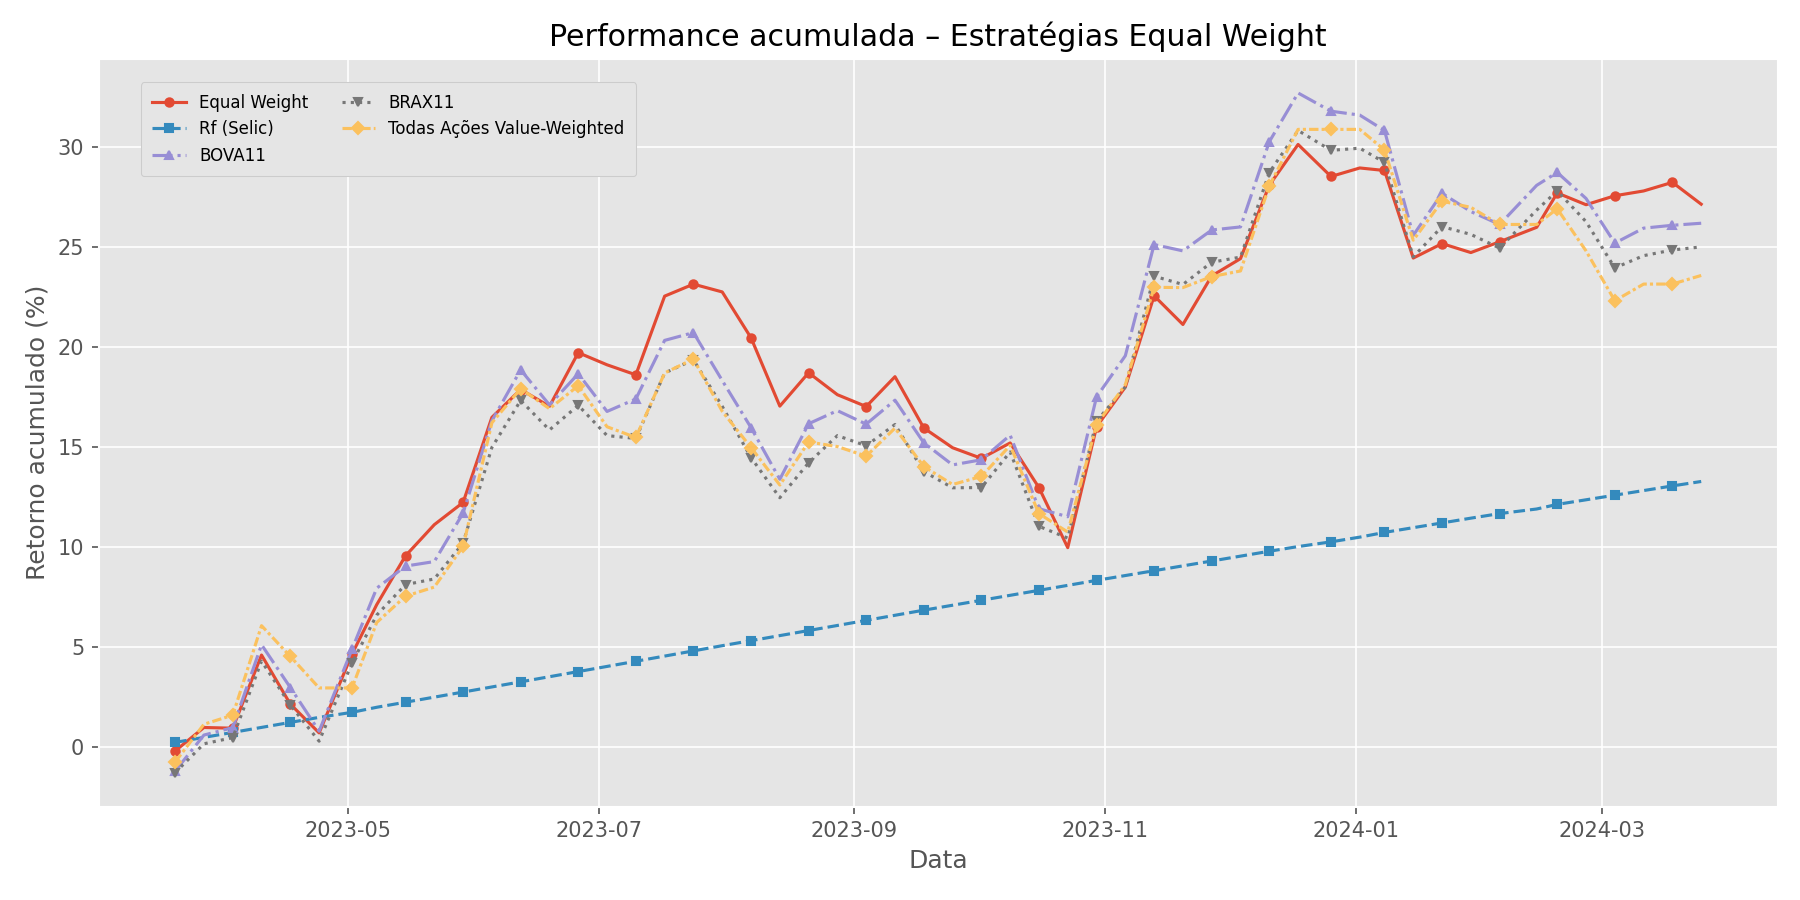 Performance acumulada – Estratégias Equal Weight
Equal Weight
Rf (Selic)
BOVA11
BRAX11
Todas Ações Value-Weighted
Retorno acumulado (%)
30
25
20
15
10
5
0
2023-05
2023-07
2023-09
2023-11
2024-01
2024-03
Data